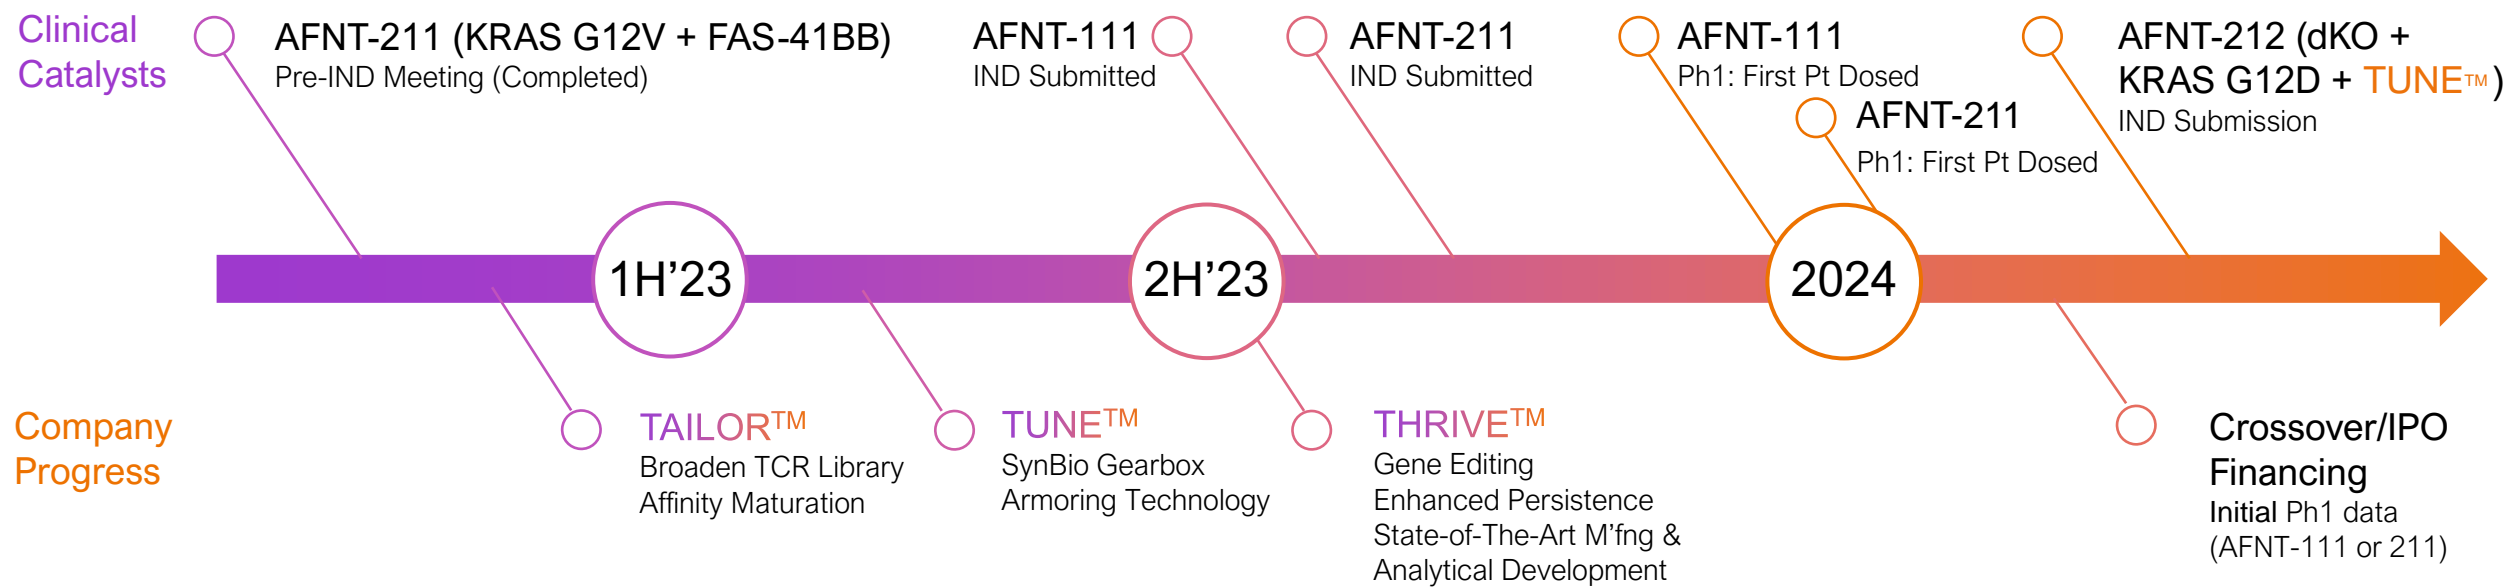 Clinical
Catalysts
AFNT-211 (KRAS G12V + FAS-41BB)
Pre-IND Meeting (Completed)
AFNT-111
IND Submitted
AFNT-211
IND Submitted
AFNT-111
Ph1: First Pt Dosed
AFNT-211
Ph1: First Pt Dosed
AFNT-212 (dKO +
KRAS G12D + TUNE™)
IND Submission
1H’23
2H’23
2024
Company
Progress
TAILOR™
Broaden TCR Library
Affinity Maturation
TUNE™
SynBio Gearbox
Armoring Technology
THRIVE™
Gene Editing
Enhanced Persistence
State-of-The-Art M’fng &
Analytical Development
Crossover/IPO
Financing
Initial Ph1 data
(AFNT-111 or 211)